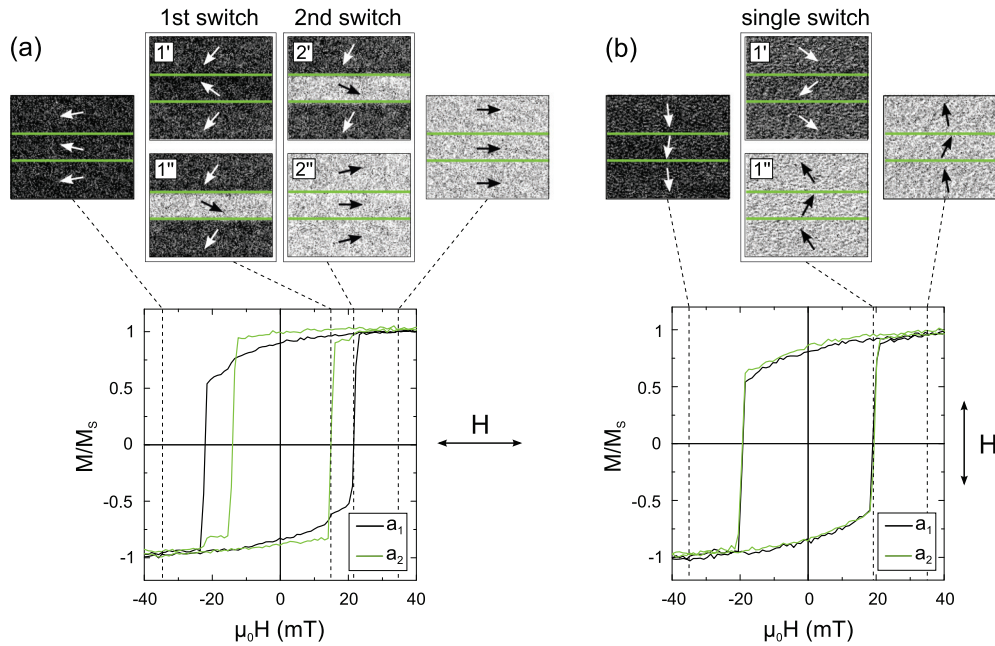 (a)
1st switch
2nd switch
1'
2'
1"
2"
1
0.5
0
-0.5
-1
M/M_S
-40
-20
0
20
40
μ₀H (mT)
a₁
a₂
H
(b)
single switch
1'
1"
1
0.5
0
-0.5
-1
M/M_S
-40
-20
0
20
40
μ₀H (mT)
a₁
a₂
H